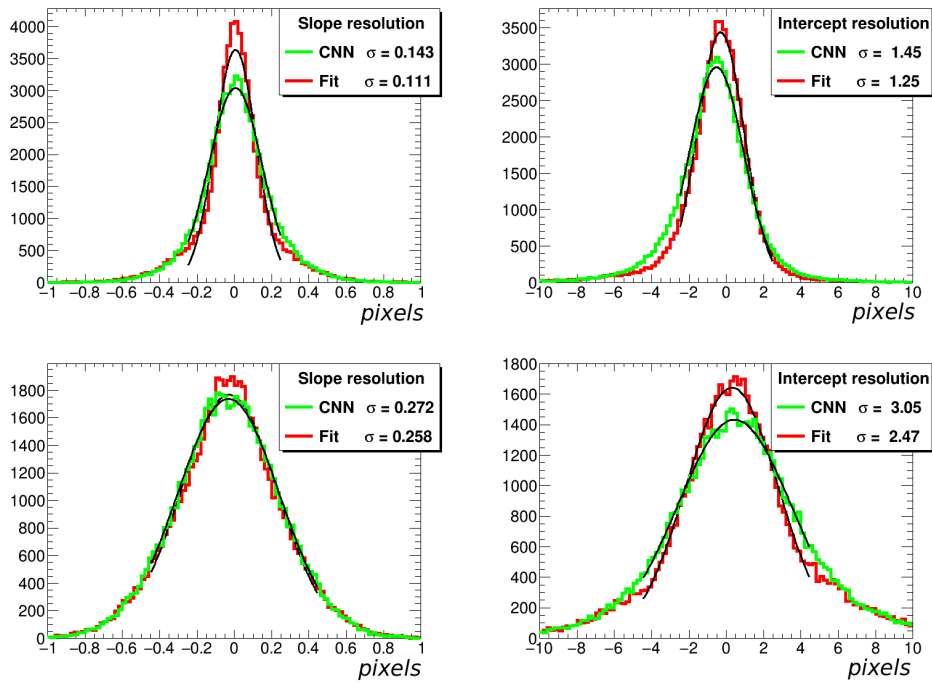 Slope resolution
CNN σ = 0.143
Fit σ = 0.111
4000
3500
3000
2500
2000
1500
1000
500
0
−1 −0.8 −0.6 −0.4 −0.2 0 0.2 0.4 0.6 0.8 1
pixels
Intercept resolution
CNN σ = 1.45
Fit σ = 1.25
3500
3000
2500
2000
1500
1000
500
0
−10 −8 −6 −4 −2 0 2 4 6 8 10
pixels
Slope resolution
CNN σ = 0.272
Fit σ = 0.258
1800
1600
1400
1200
1000
800
600
400
200
0
−1 −0.8 −0.6 −0.4 −0.2 0 0.2 0.4 0.6 0.8 1
pixels
Intercept resolution
CNN σ = 3.05
Fit σ = 2.47
1800
1600
1400
1200
1000
800
600
400
200
0
−10 −8 −6 −4 −2 0 2 4 6 8 10
pixels